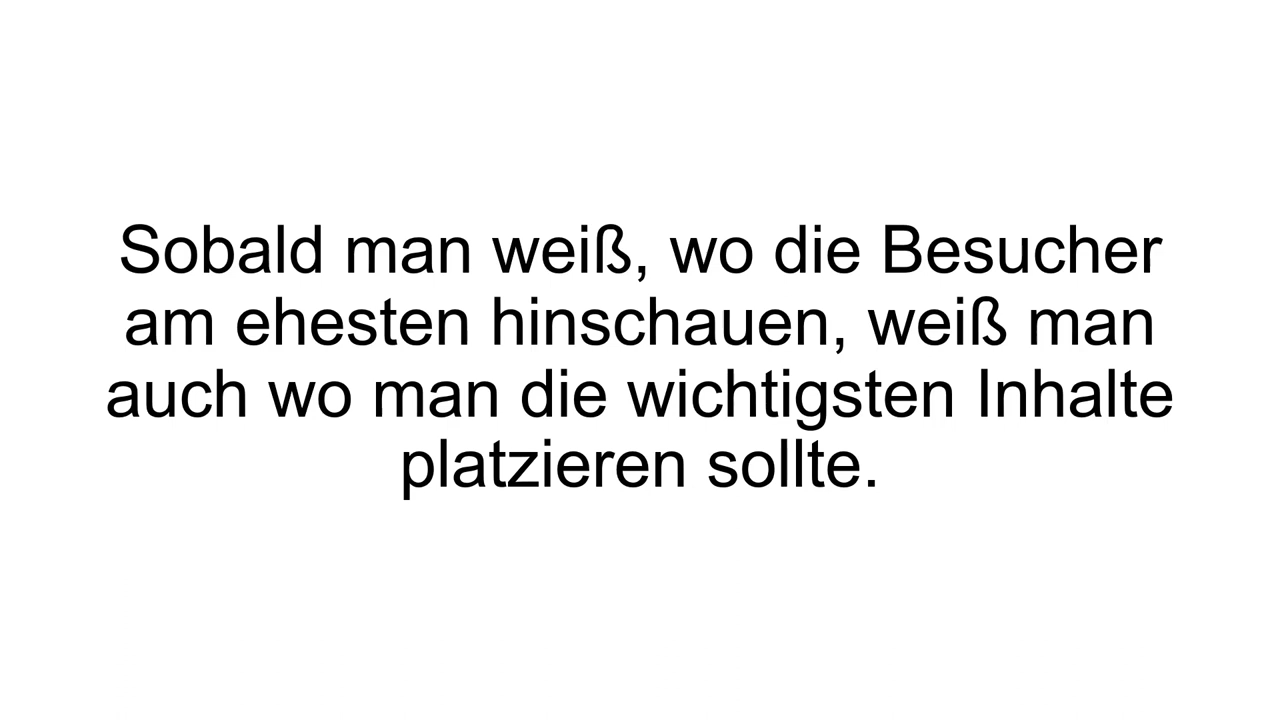 Sobald man weiß, wo die Besucher
am ehesten hinschauen, weiß man
auch wo man die wichtigsten Inhalte
platzieren sollte.